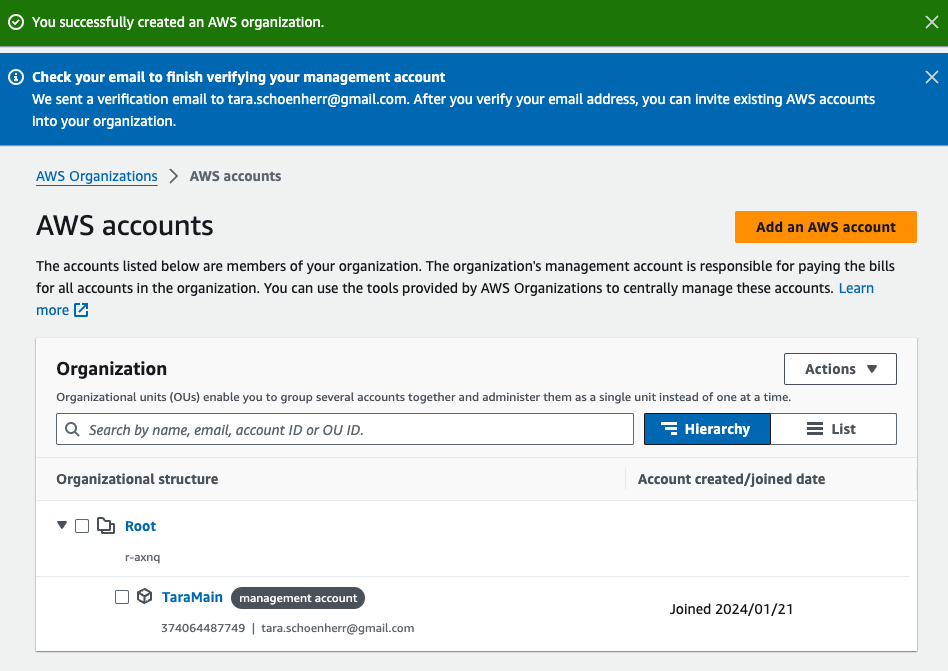 You successfully created an AWS organization.
Check your email to finish verifying your management account
We sent a verification email to tara.schoenherr@gmail.com. After you verify your email address, you can invite existing AWS accounts
into your organization.
AWS Organizations > AWS accounts
AWS accounts
Add an AWS account
The accounts listed below are members of your organization. The organization's management account is responsible for paying the bills
for all accounts in the organization. You can use the tools provided by AWS Organizations to centrally manage these accounts. Learn
more
Organization
Actions
Organizational units (OUs) enable you to group several accounts together and administer them as a single unit instead of one at a time.
Search by name, email, account ID or OU ID.
Hierarchy
List
Organizational structure
Account created/joined date
Root
r-axnq
TaraMain management account
Joined 2024/01/21
374064487749 | tara.schoenherr@gmail.com